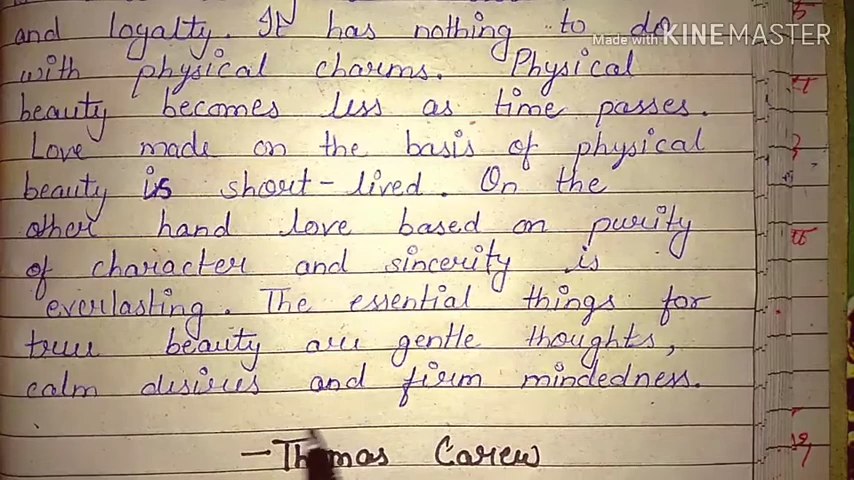 and loyalty. It has nothing to do
Made with KINEMASTER
with physical charms. Physical
beauty becomes less as time passes.
Love made on the basis of physical
beauty is short-lived. On the
other hand love based on purity
of character and sincerity is
everlasting. The essential things for
true beauty are gentle thoughts,
calm desires and firm mindedness.
- Thomas Carew